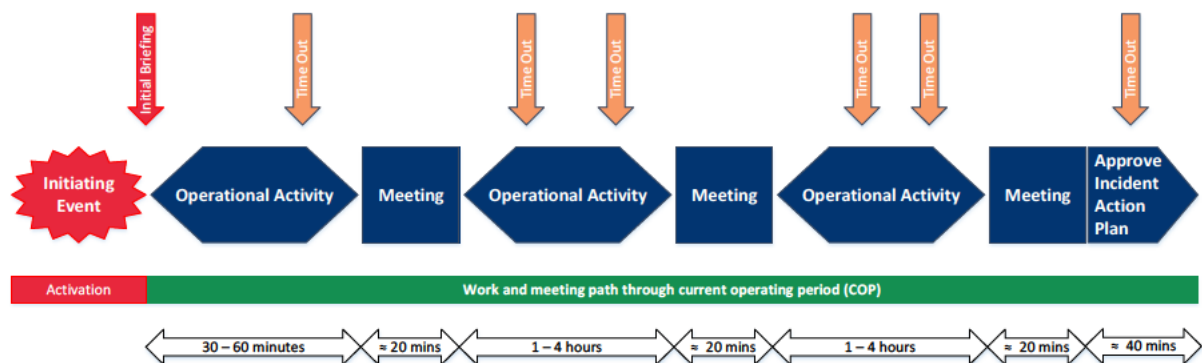 Initial Briefing
Time Out
Time Out
Time Out
Time Out
Time Out
Time Out
Initiating
Event
Operational Activity
Meeting
Operational Activity
Meeting
Operational Activity
Meeting
Approve
Incident
Action
Plan
Activation
Work and meeting path through current operating period (COP)
30 – 60 minutes
≈ 20 mins
1 – 4 hours
≈ 20 mins
1 – 4 hours
≈ 20 mins
≈ 40 mins